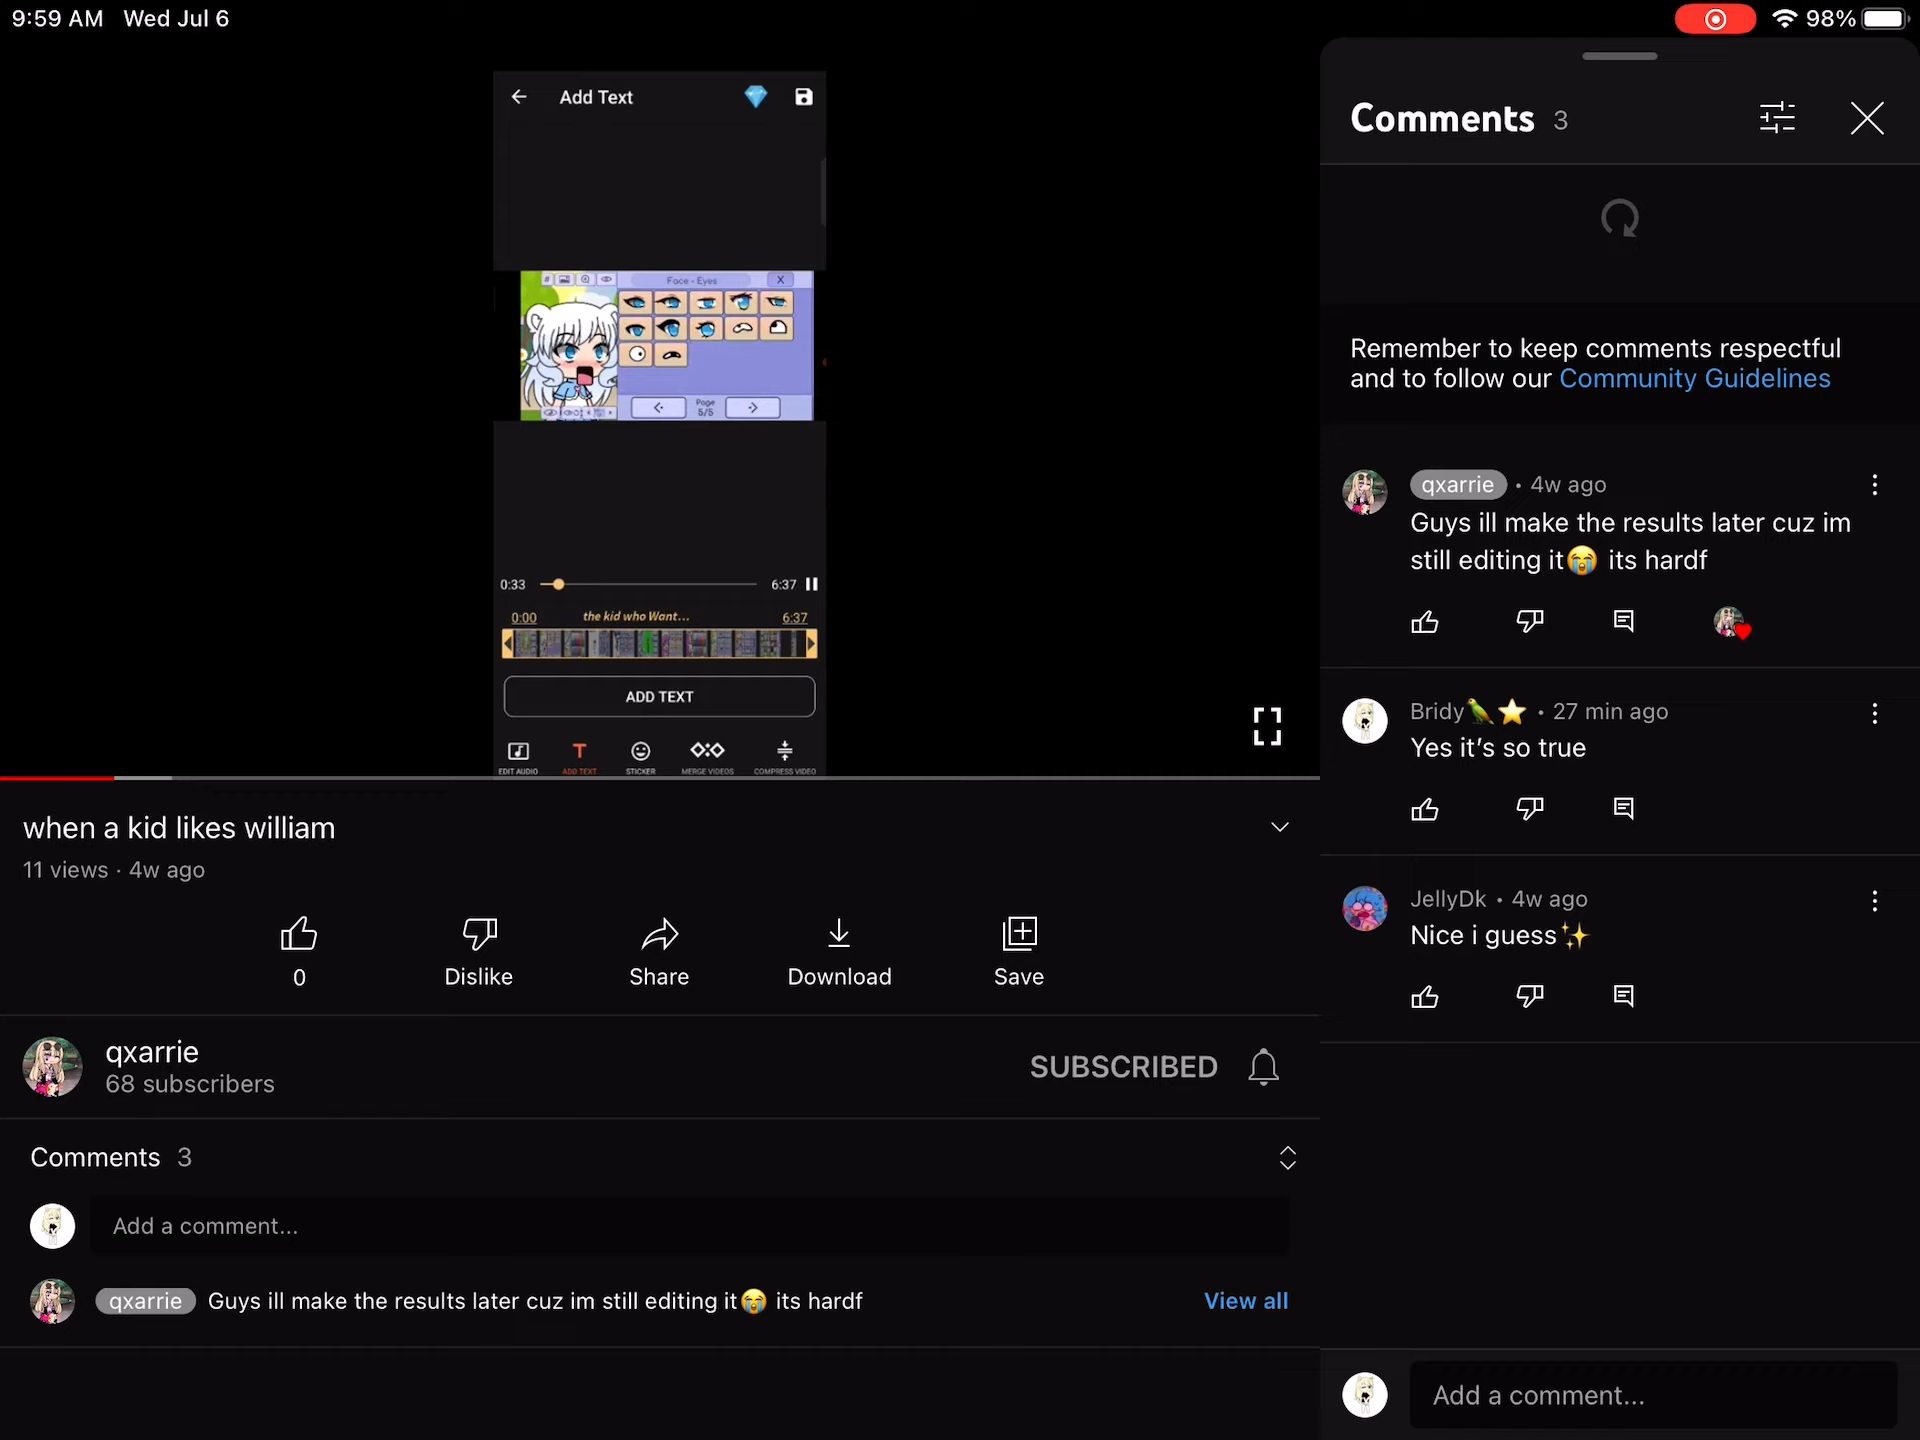 9:59 AM Wed Jul 6
98%
Add Text
Face - Eyes
X
Page
5/5
0:33
6:37
0:00
the kid who Want...
6:37
ADD TEXT
EDIT AUDIO
ADD TEXT
STICKER
MERGE VIDEOS
COMPRESS VIDEO
when a kid likes william
11 views · 4w ago
0
Dislike
Share
Download
Save
qxarrie
68 subscribers
SUBSCRIBED
Comments 3
Add a comment...
qxarrie Guys ill make the results later cuz im still editing it😭 its hardf
View all
Comments 3
Remember to keep comments respectful
and to follow our Community Guidelines
qxarrie • 4w ago
Guys ill make the results later cuz im
still editing it😭 its hardf
Bridy🦜⭐ • 27 min ago
Yes it’s so true
JellyDk • 4w ago
Nice i guess✨
Add a comment...